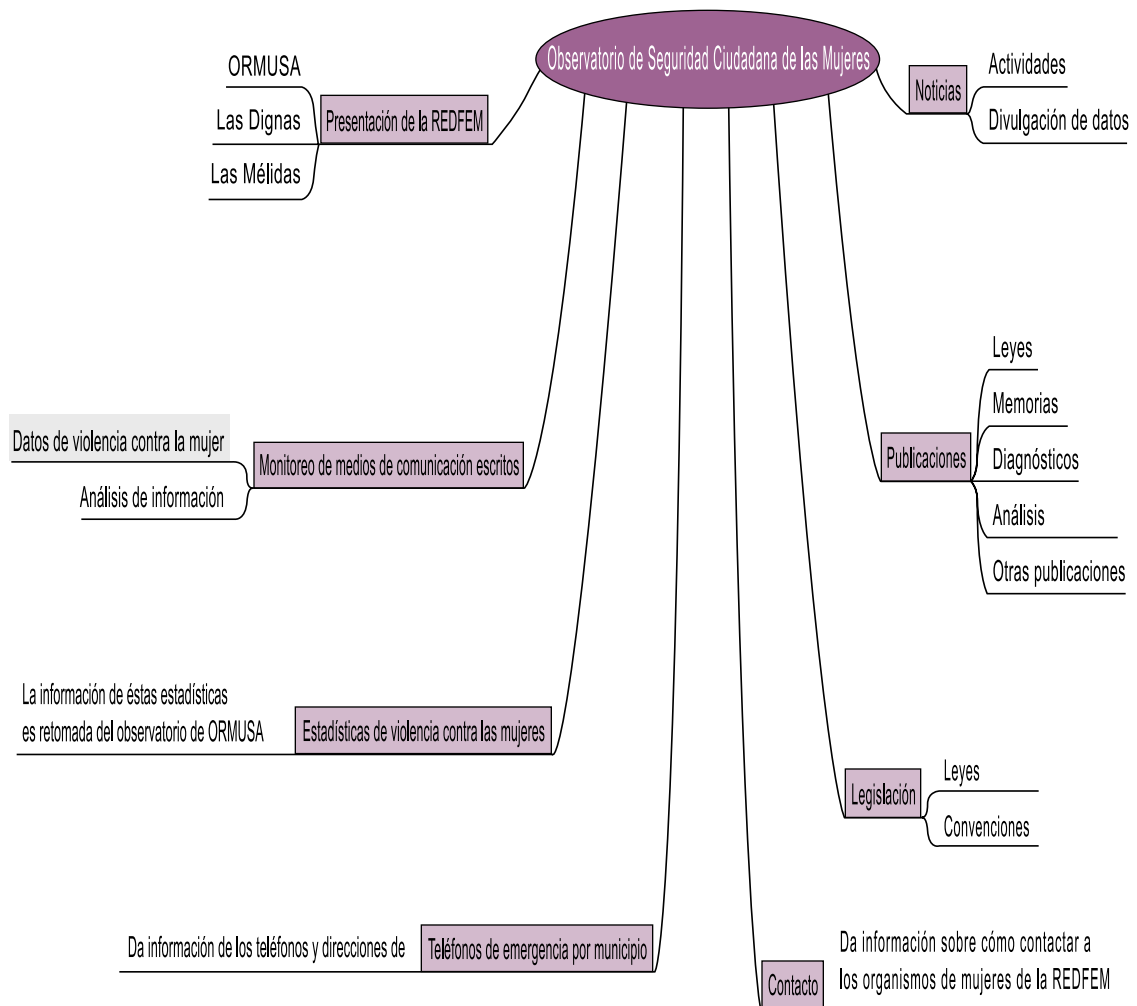 Observatorio de Seguridad Ciudadana de las Mujeres
Presentación de la REDFEM
ORMUSA
Las Dignas
Las Mélidas
Monitoreo de medios de comunicación escritos
Datos de violencia contra la mujer
Análisis de información
Estadísticas de violencia contra las mujeres
La información de éstas estadísticas
es retomada del observatorio de ORMUSA
Teléfonos de emergencia por municipio
Da información de los teléfonos y direcciones de
Noticias
Actividades
Divulgación de datos
Publicaciones
Leyes
Memorias
Diagnósticos
Análisis
Otras publicaciones
Legislación
Leyes
Convenciones
Contacto
Da información sobre cómo contactar a
los organismos de mujeres de la REDFEM